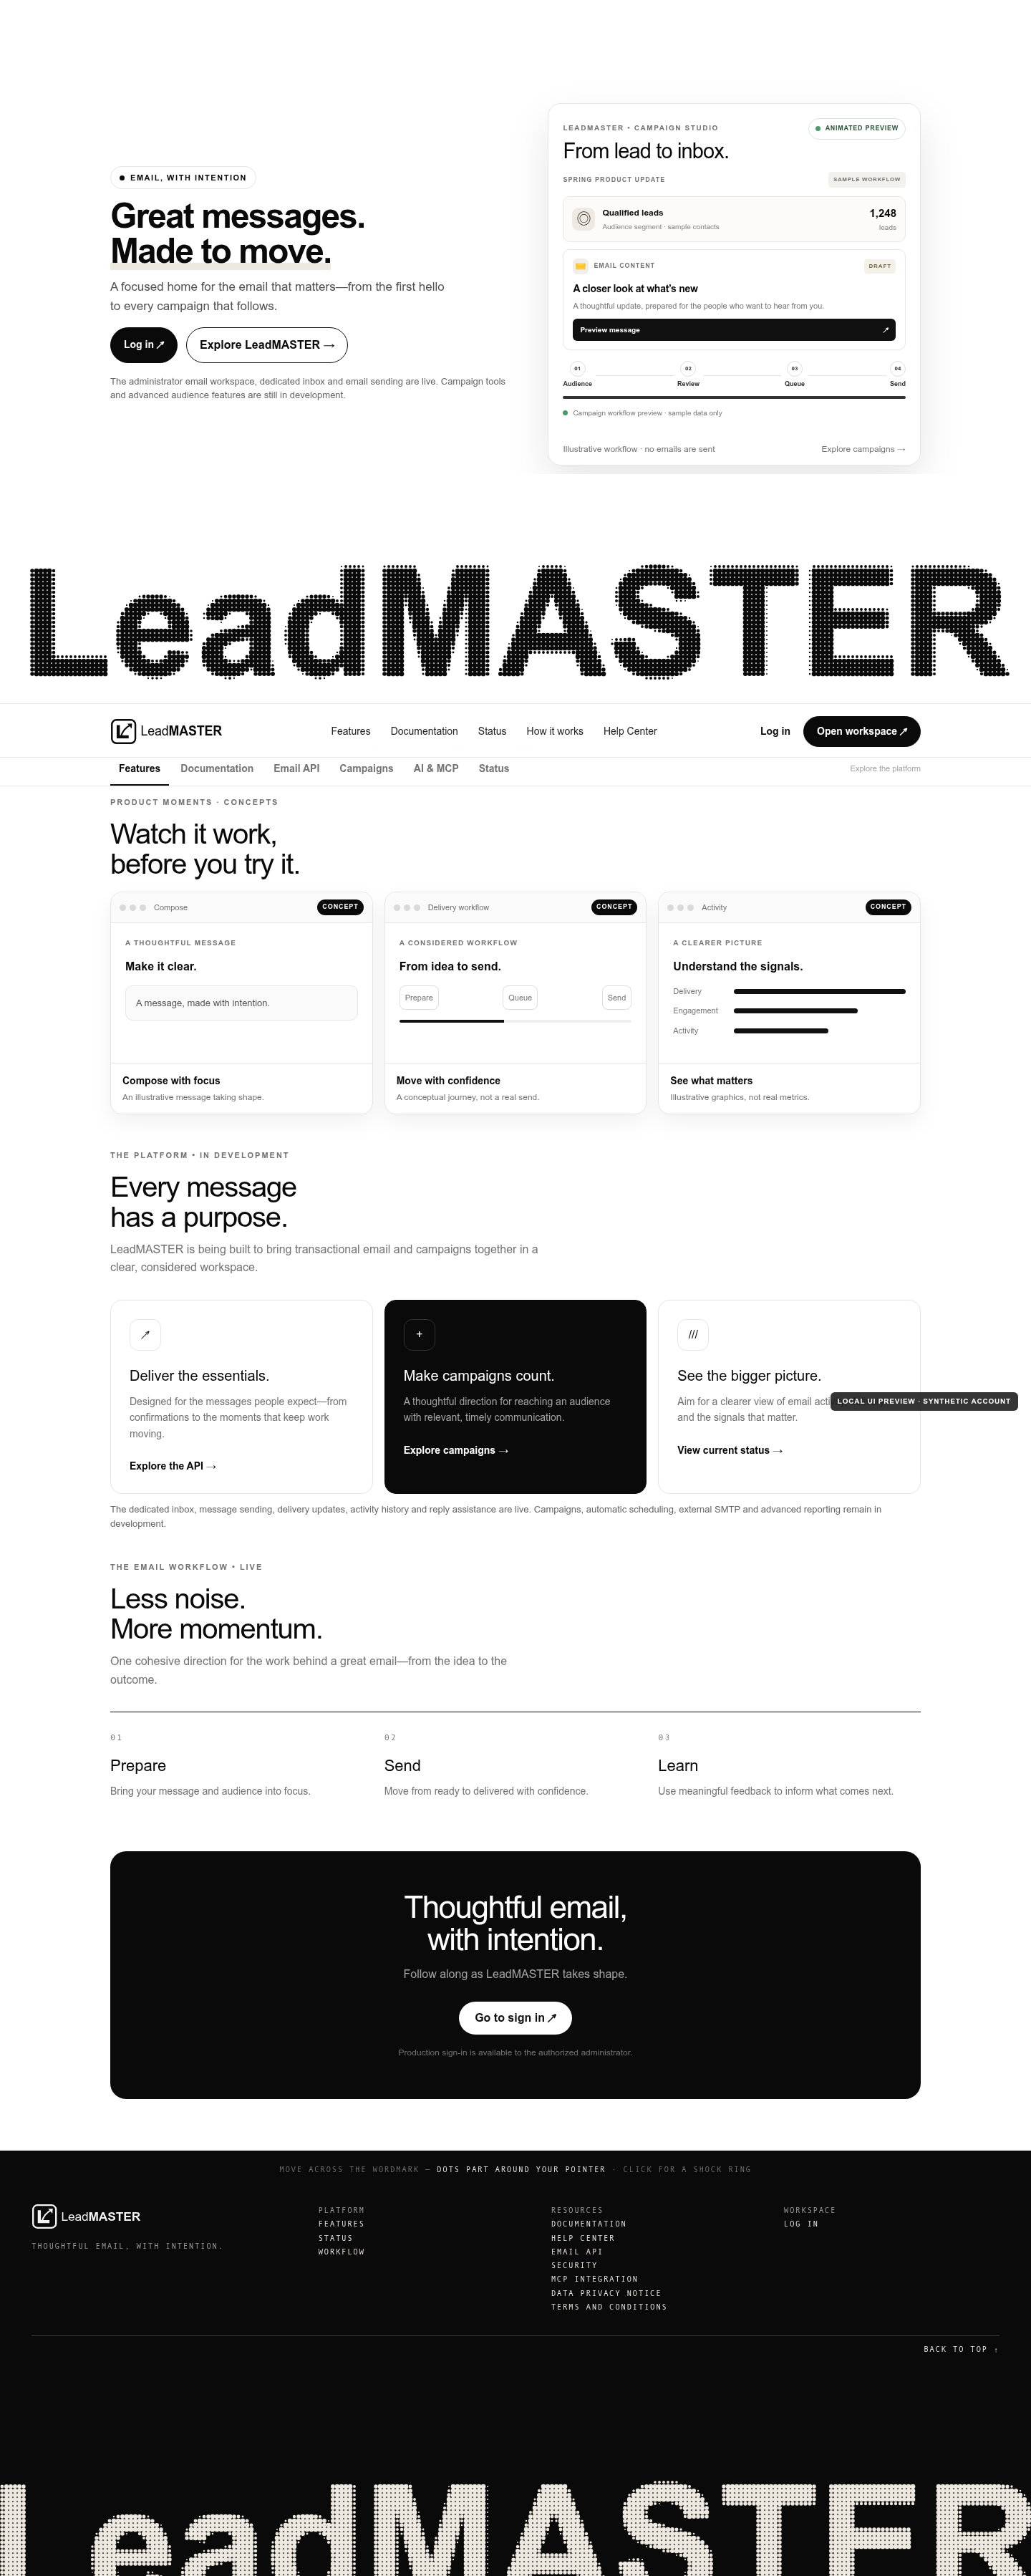 EMAIL, WITH INTENTION
Great messages.
Made to move.
A focused home for the email that matters—from the first hello
to every campaign that follows.
Log in ↗
Explore LeadMASTER →
The administrator email workspace, dedicated inbox and email sending are live. Campaign tools
and advanced audience features are still in development.
LEADMASTER • CAMPAIGN STUDIO
ANIMATED PREVIEW
From lead to inbox.
SPRING PRODUCT UPDATE
SAMPLE WORKFLOW
Qualified leads
Audience segment · sample contacts
1,248
leads
EMAIL CONTENT
DRAFT
A closer look at what's new
A thoughtful update, prepared for the people who want to hear from you.
Preview message ↗
01 02 03 04
Audience Review Queue Send
Campaign workflow preview · sample data only
Illustrative workflow · no emails are sent
Explore campaigns →
LeadMASTER
LeadMASTER
Features Documentation Status How it works Help Center
Log in
Open workspace ↗
Features Documentation Email API Campaigns AI & MCP Status
Explore the platform
PRODUCT MOMENTS · CONCEPTS
Watch it work,
before you try it.
Compose
CONCEPT
A THOUGHTFUL MESSAGE
Make it clear.
A message, made with intention.
Compose with focus
An illustrative message taking shape.
Delivery workflow
CONCEPT
A CONSIDERED WORKFLOW
From idea to send.
Prepare Queue Send
Move with confidence
A conceptual journey, not a real send.
Activity
CONCEPT
A CLEARER PICTURE
Understand the signals.
Delivery
Engagement
Activity
See what matters
Illustrative graphics, not real metrics.
THE PLATFORM • IN DEVELOPMENT
Every message
has a purpose.
LeadMASTER is being built to bring transactional email and campaigns together in a
clear, considered workspace.
↗
Deliver the essentials.
Designed for the messages people expect—from
confirmations to the moments that keep work
moving.
Explore the API →
+
Make campaigns count.
A thoughtful direction for reaching an audience
with relevant, timely communication.
Explore campaigns →
///
See the bigger picture.
Aim for a clearer view of email
and the signals that matter.
View current status →
LOCAL UI PREVIEW · SYNTHETIC ACCOUNT
The dedicated inbox, message sending, delivery updates, activity history and reply assistance are live. Campaigns, automatic scheduling, external SMTP and advanced reporting remain in
development.
THE EMAIL WORKFLOW • LIVE
Less noise.
More momentum.
One cohesive direction for the work behind a great email—from the idea to the
outcome.
01
Prepare
Bring your message and audience into focus.
02
Send
Move from ready to delivered with confidence.
03
Learn
Use meaningful feedback to inform what comes next.
Thoughtful email,
with intention.
Follow along as LeadMASTER takes shape.
Go to sign in ↗
Production sign-in is available to the authorized administrator.
MOVE ACROSS THE WORDMARK — DOTS PART AROUND YOUR POINTER · CLICK FOR A SHOCK RING
LeadMASTER
THOUGHTFUL EMAIL, WITH INTENTION.
PLATFORM
FEATURES
STATUS
WORKFLOW
RESOURCES
DOCUMENTATION
HELP CENTER
EMAIL API
SECURITY
MCP INTEGRATION
DATA PRIVACY NOTICE
TERMS AND CONDITIONS
WORKSPACE
LOG IN
BACK TO TOP ↑
LeadMASTER